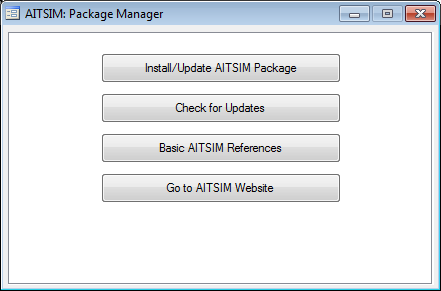 AITSIM: Package Manager
Install/Update AITSIM Package
Check for Updates
Basic AITSIM References
Go to AITSIM Website